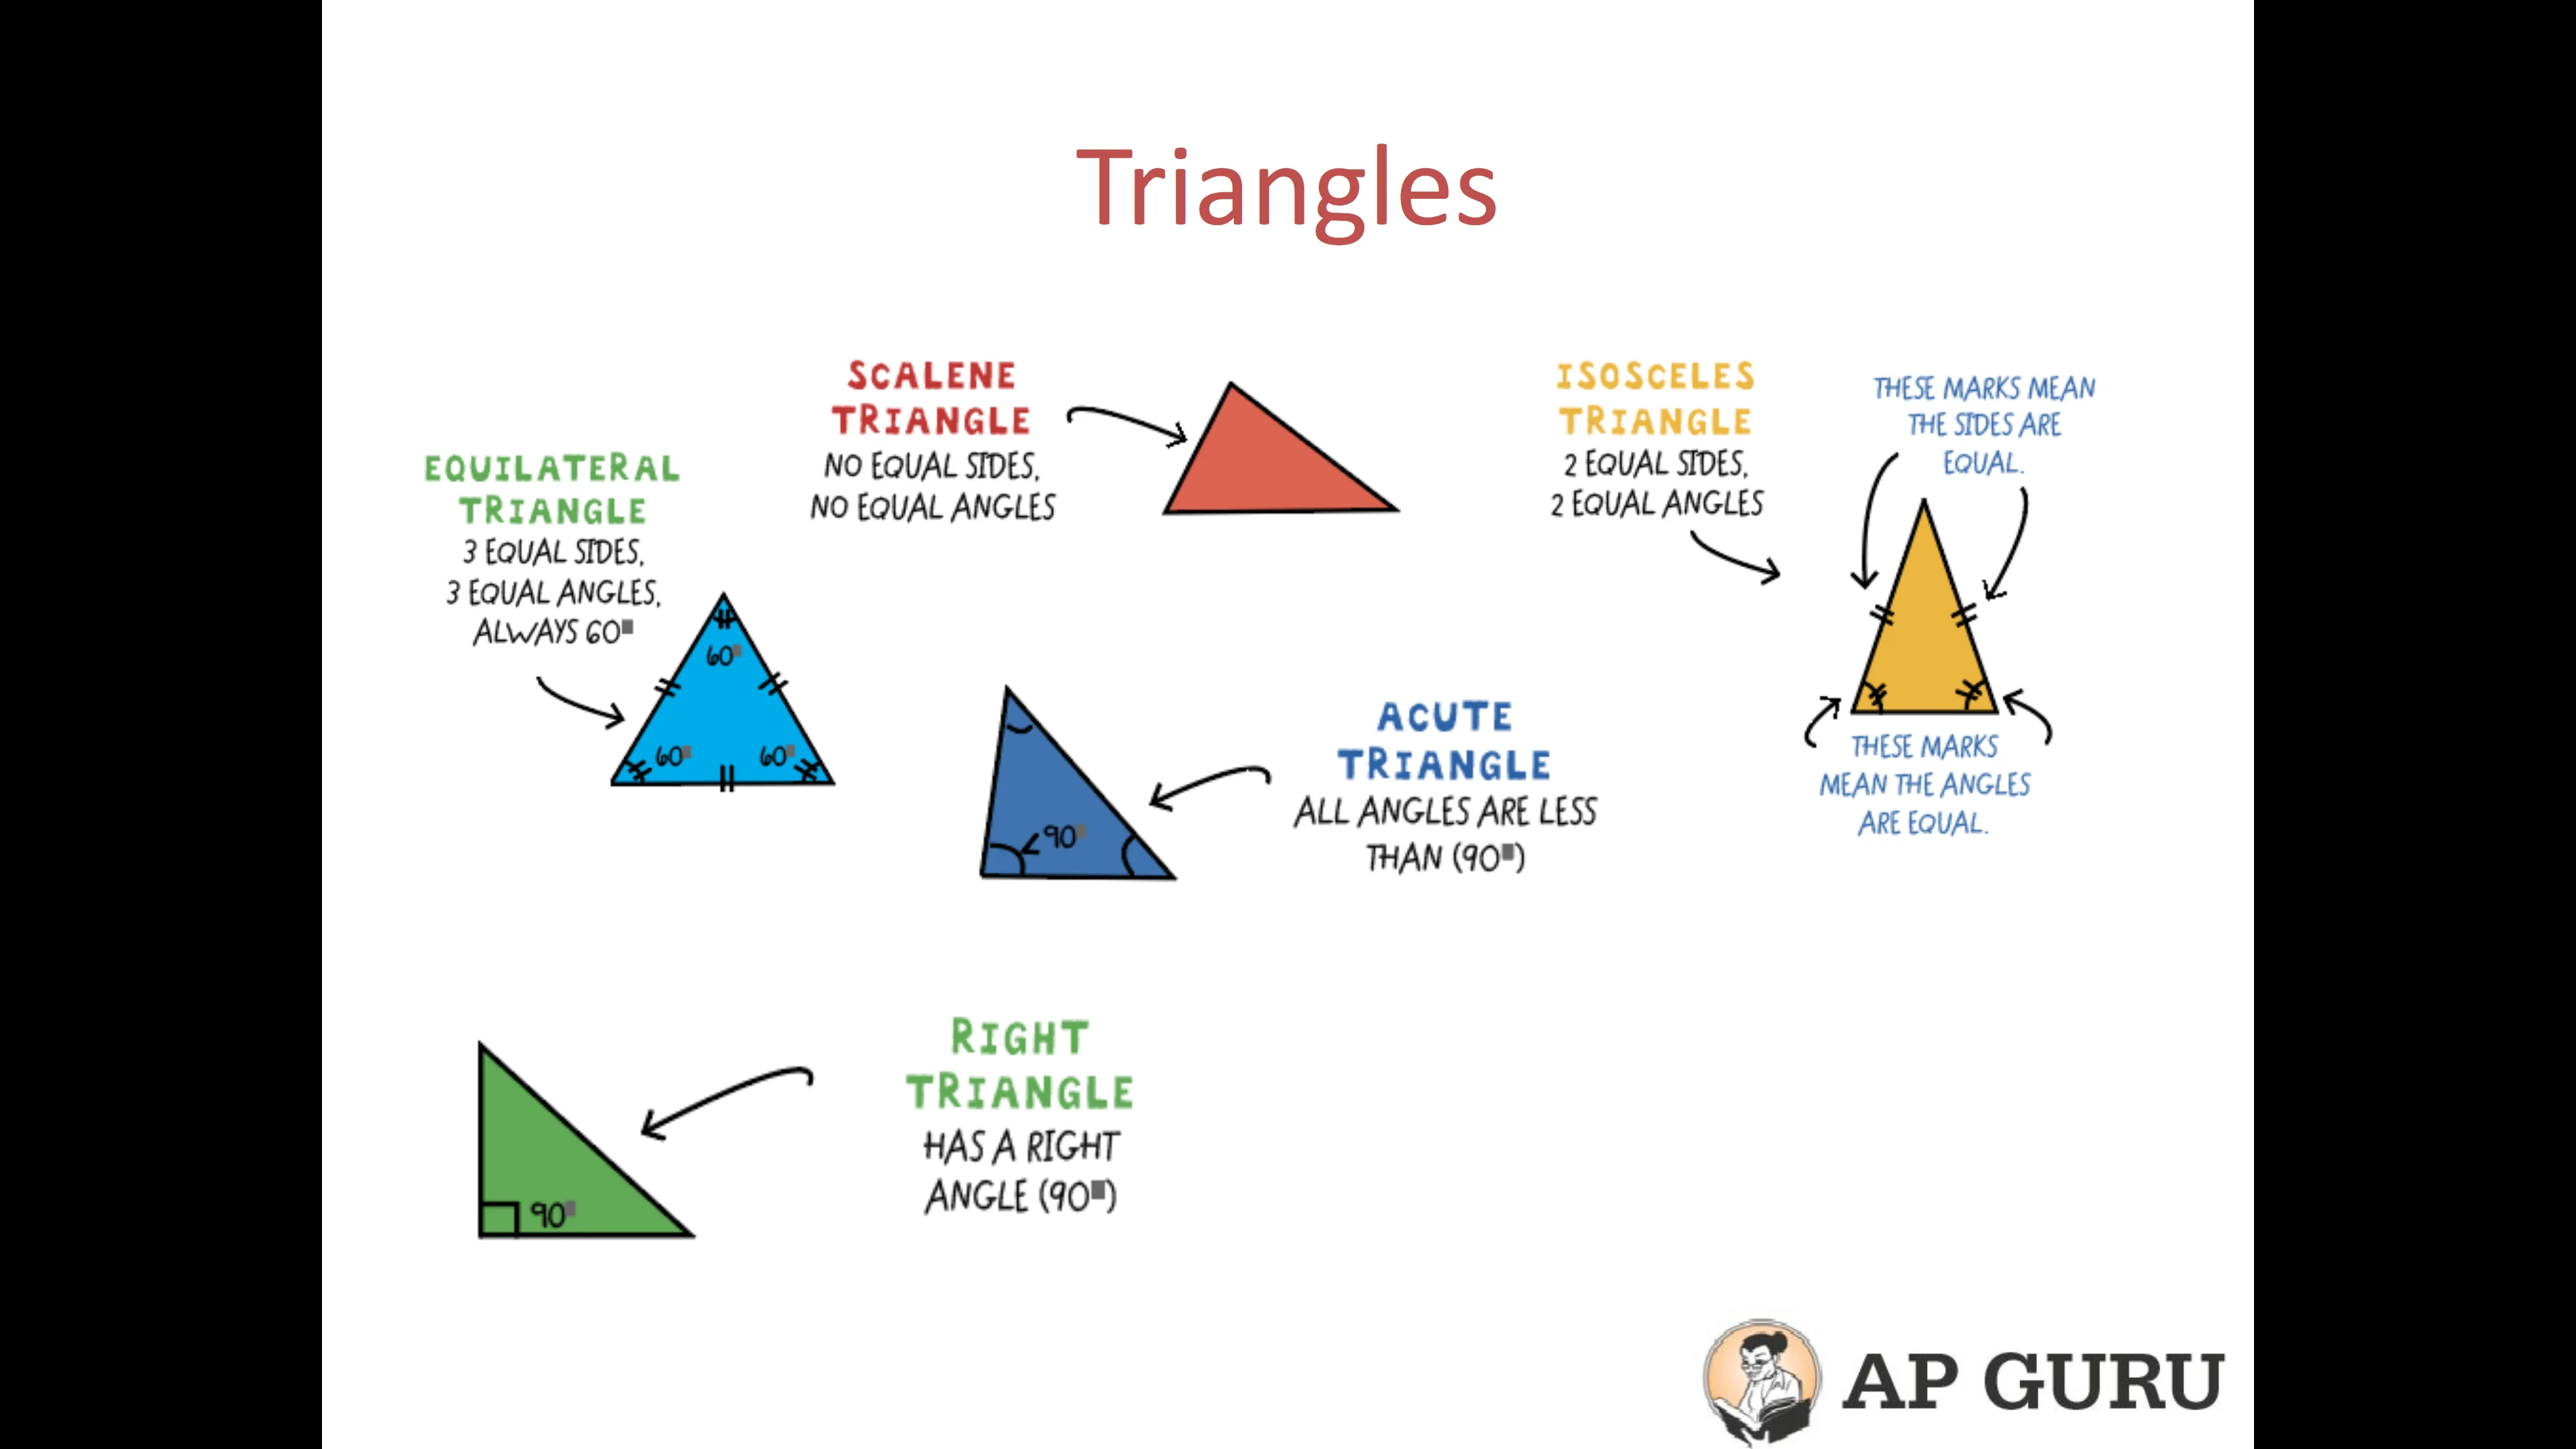 Triangles
EQUILATERAL
TRIANGLE
3 EQUAL SIDES,
3 EQUAL ANGLES,
ALWAYS 60
60
60
60
SCALENE
TRIANGLE
NO EQUAL SIDES,
NO EQUAL ANGLES
ISOSCELES
TRIANGLE
2 EQUAL SIDES,
2 EQUAL ANGLES
THESE MARKS MEAN
THE SIDES ARE
EQUAL.
THESE MARKS
MEAN THE ANGLES
ARE EQUAL.
<90
ACUTE
TRIANGLE
ALL ANGLES ARE LESS
THAN (90■)
90
RIGHT
TRIANGLE
HAS A RIGHT
ANGLE (90■)
AP GURU